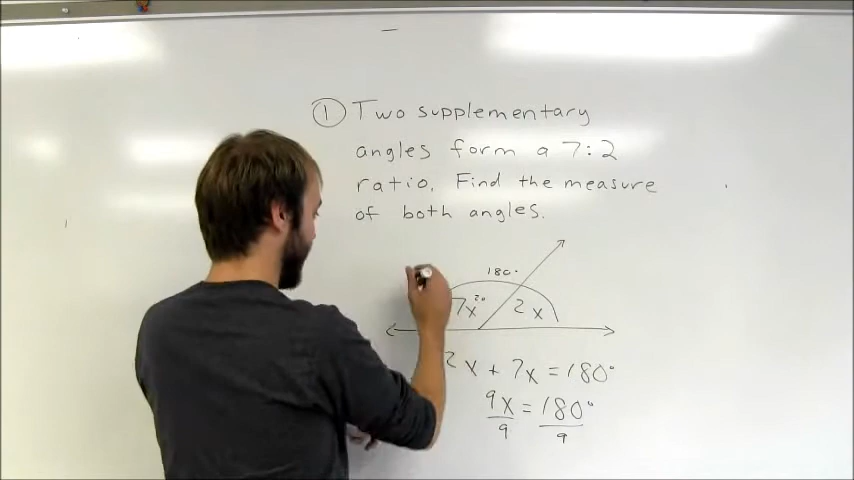 ① Two supplementary
angles form a 7:2
ratio. Find the measure
of both angles.
180°
7x 20 2x
2x + 7x = 180°
9x = 180°
9 9